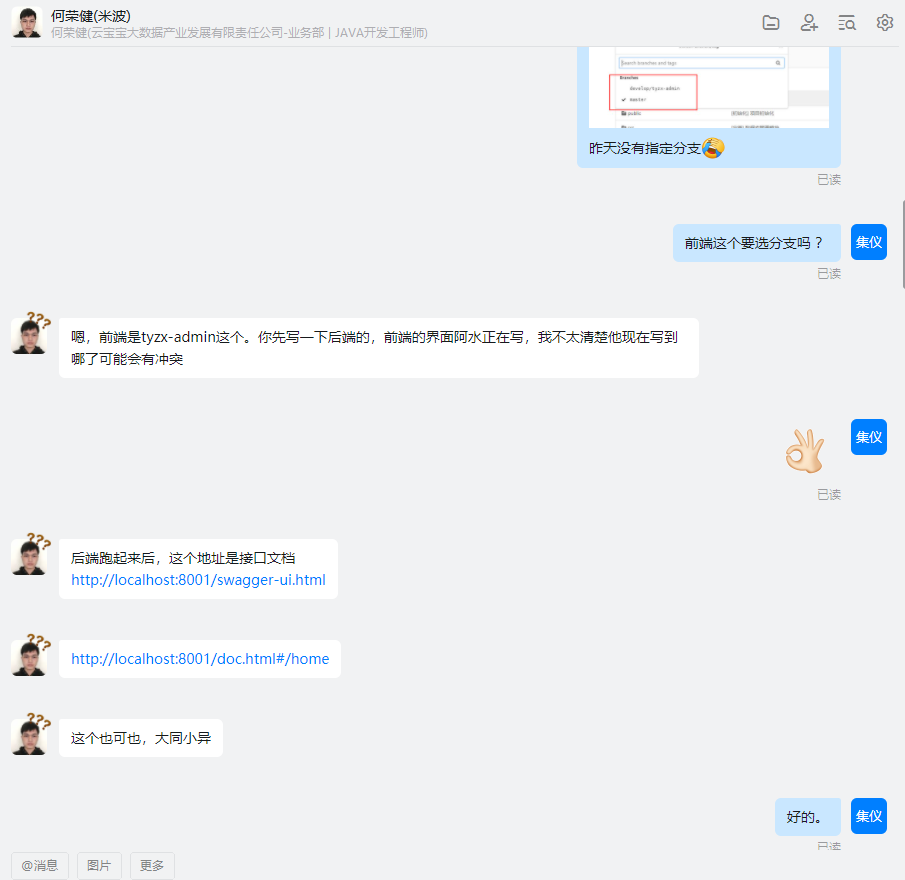 何荣健(米波)
何荣健(云宝宝大数据产业发展有限责任公司-业务部 | JAVA开发工程师)
Search branches and tags
Branches
develop/tyzx-admin
master
public
昨天没有指定分支
已读
前端这个要选分支吗？
集仪
已读
嗯，前端是tyzx-admin这个。你先写一下后端的，前端的界面阿水正在写，我不太清楚他现在写到
哪了可能会有冲突
集仪
已读
后端跑起来后，这个地址是接口文档
http://localhost:8001/swagger-ui.html
http://localhost:8001/doc.html#/home
这个也可也，大同小异
好的。
集仪
已读
@消息
图片
更多